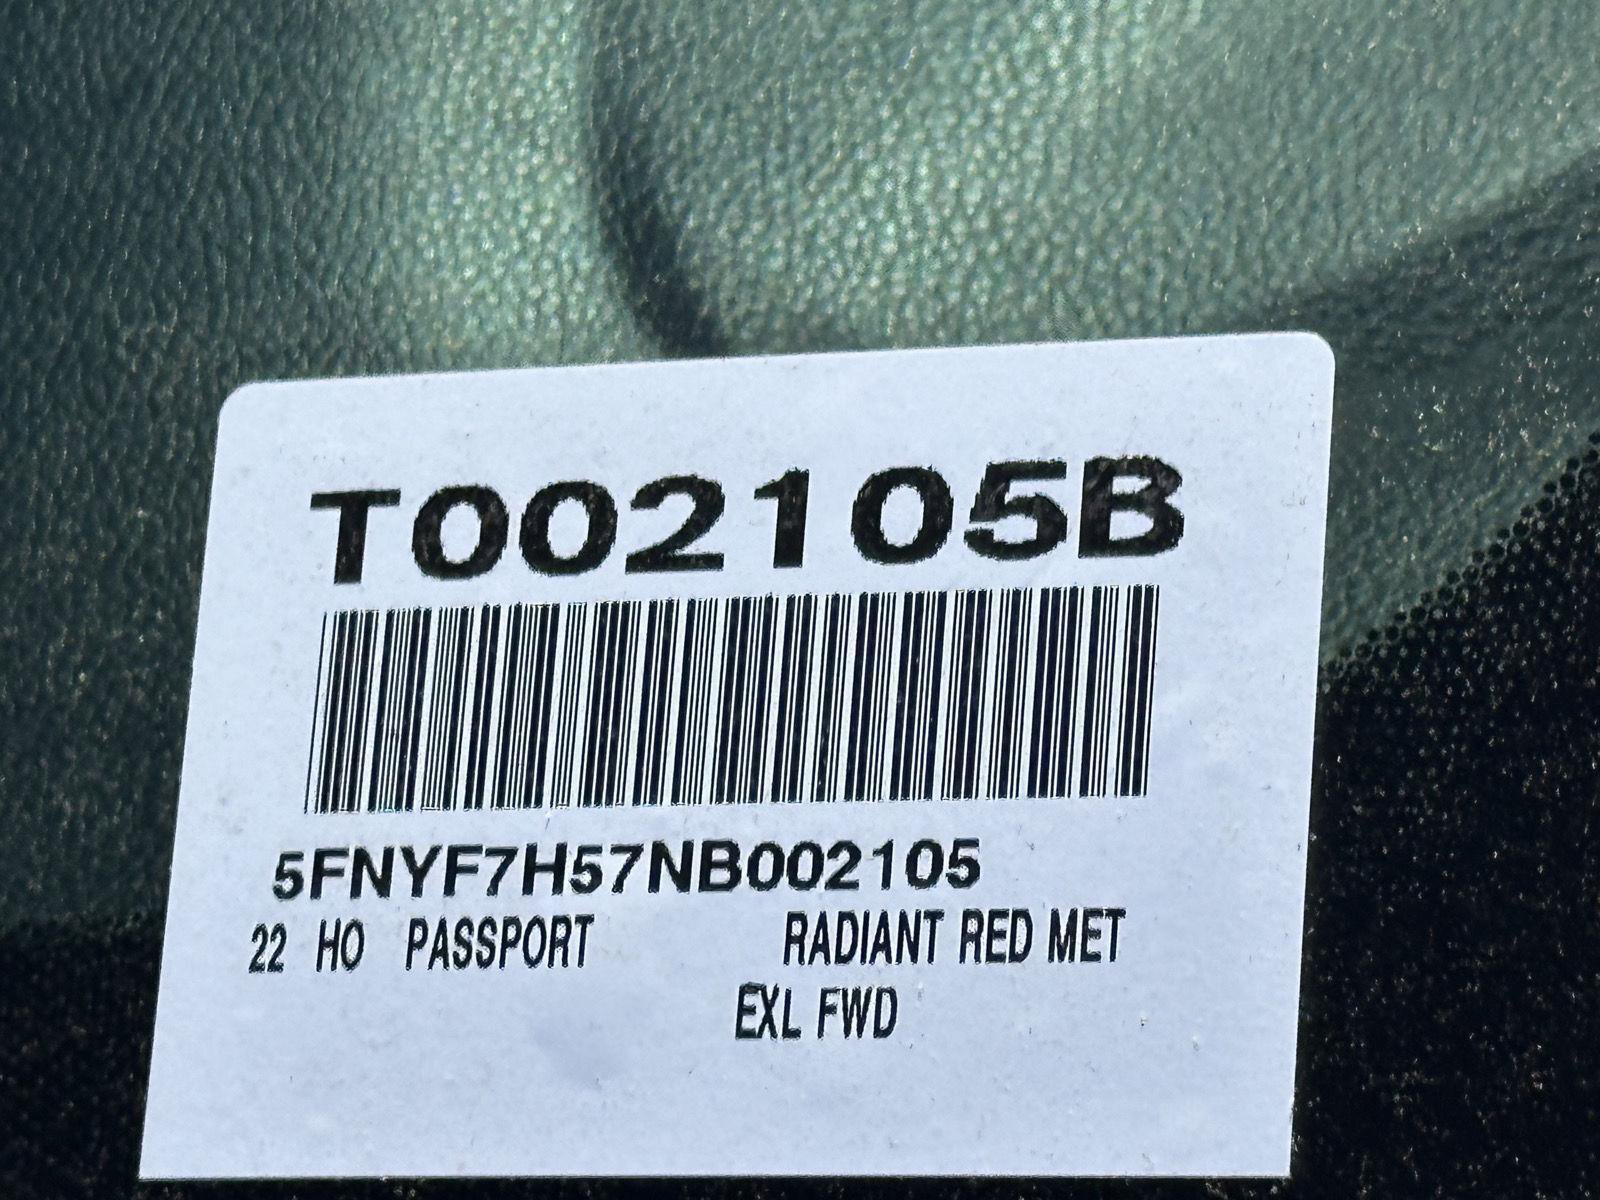 T002105B
5FNYF7H57NB002105
22 HO PASSPORT RADIANT RED MET
EXL FWD